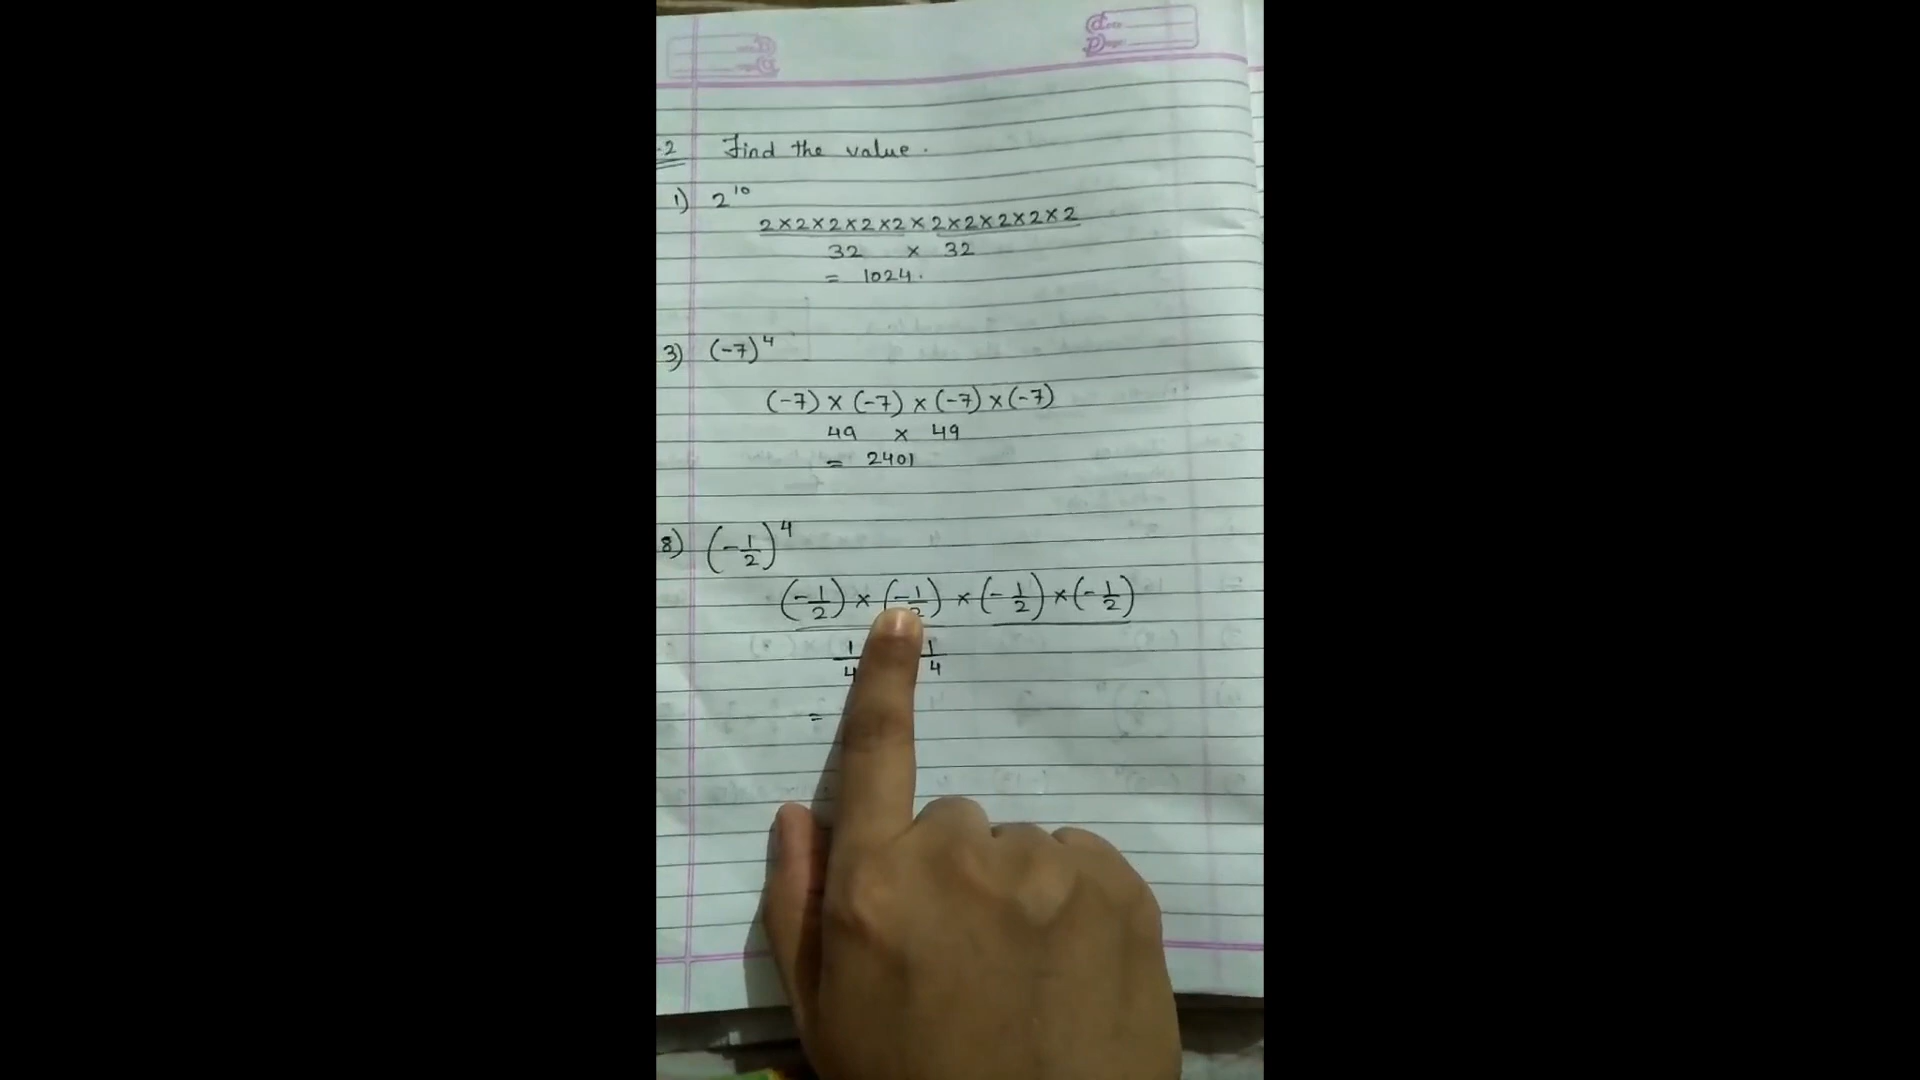 2 Find the value.
1) 2¹⁰
2×2×2×2×2×2×2×2×2×2
32 × 32
= 1024.
3) (-7)⁴
(-7) × (-7) × (-7) × (-7)
49 × 49
= 2401
8) (-1/2)⁴
(-1/2) × (-1/2) × (-1/2) × (-1/2)
1/4 1/4
=